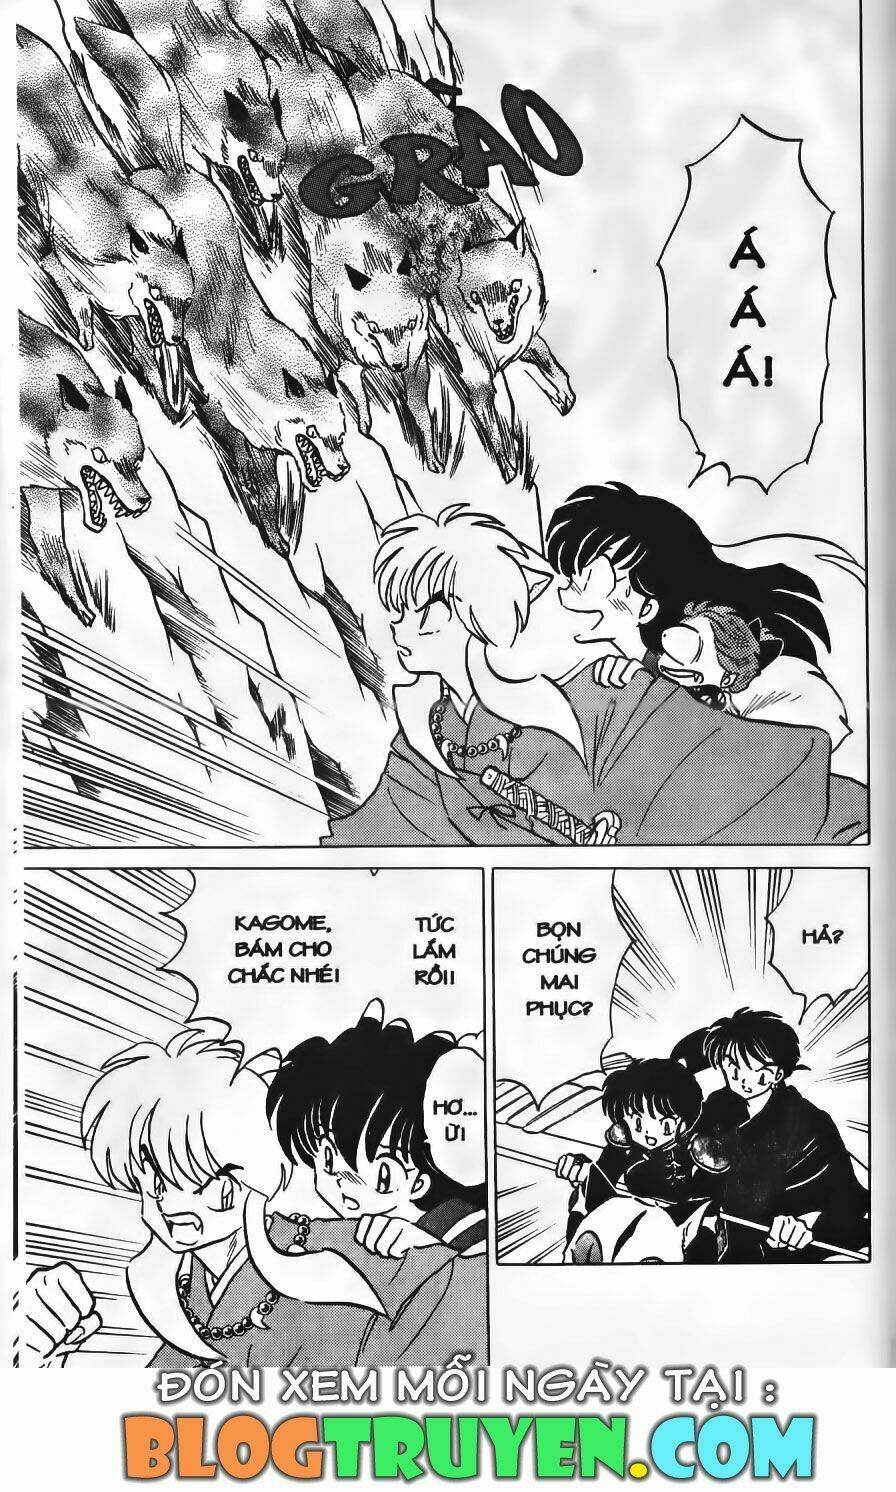 GRÀO
Á
Á
Á!
HẢ?
BỌN
CHÚNG
MAI
PHỤC?
TỨC
LẮM
RỒI!
KAGOME,
BÁM CHO
CHẮC NHÉ!
HƠ...
Ừ!
ĐÓN XEM MỖI NGÀY TẠI :
BLOGTRUYEN.COM